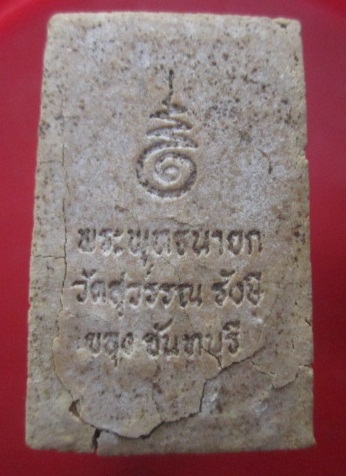 พระพุทธนายก
วัดสุวรรณ รังษี
ขลุง จันทบุรี